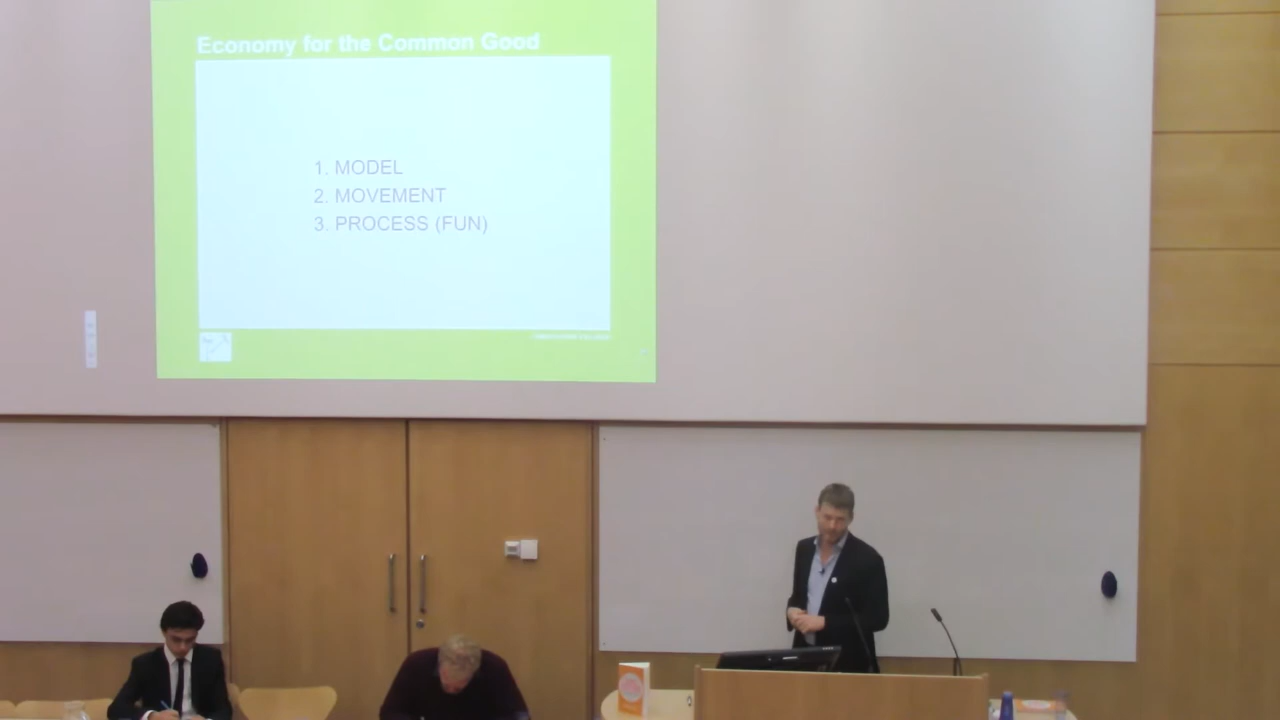 Economy for the Common Good
1. MODEL
2. MOVEMENT
3. PROCESS (FUN)